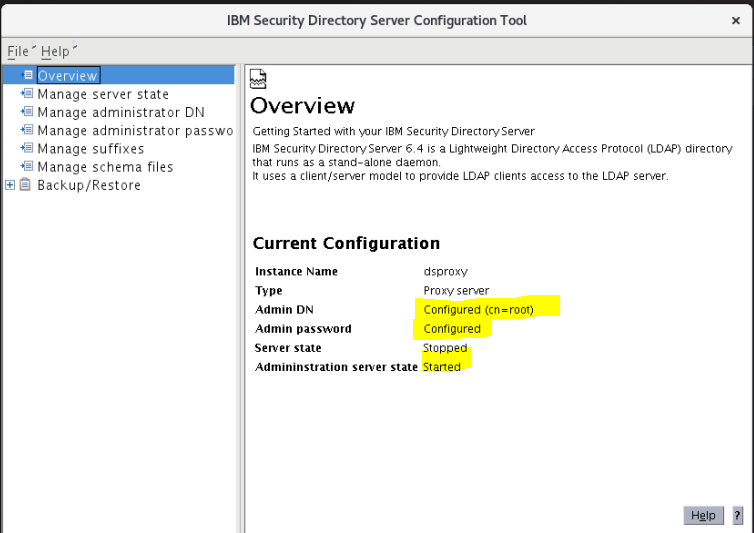 IBM Security Directory Server Configuration Tool
File Help
Overview
Manage server state
Manage administrator DN
Manage administrator passwo
Manage suffixes
Manage schema files
Backup/Restore
Overview
Getting Started with your IBM Security Directory Server
IBM Security Directory Server 6.4 is a Lightweight Directory Access Protocol (LDAP) directory
that runs as a stand-alone daemon.
It uses a client/server model to provide LDAP clients access to the LDAP server.
Current Configuration
Instance Name dsproxy
Type Proxy server
Admin DN Configured (cn=root)
Admin password Configured
Server state Stopped
Admininstration server state Started
Help ?